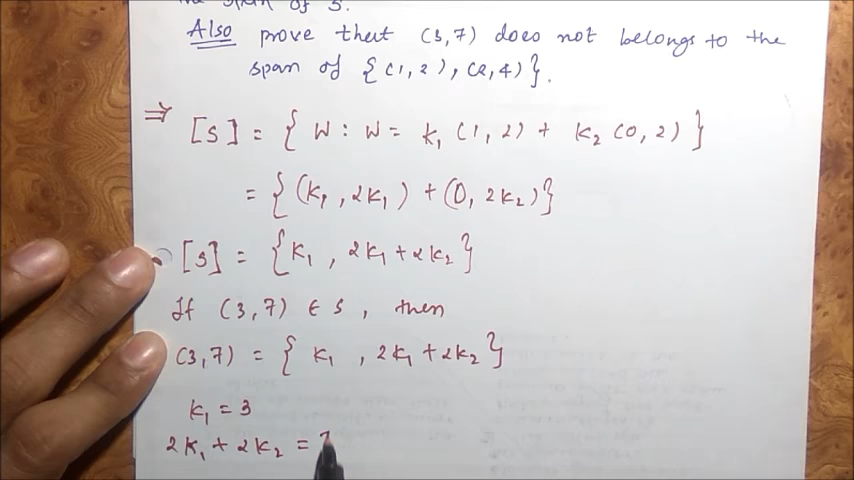 span of S.
Also prove that (3,7) does not belongs to the
span of {(1,2), (2,4)}.
⇒ [S] = { W : W = K₁ (1,2) + K₂ (0,2) }
= { (K₁, 2K₁) + (0, 2K₂) }
[S] = { K₁, 2K₁ + 2K₂ }
If (3,7) ∈ S, then
(3,7) = { K₁, 2K₁ + 2K₂ }
K₁ = 3
2K₁ + 2K₂ =